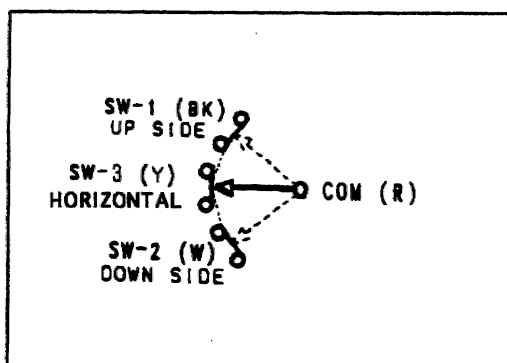 SW-1 (BK)
UP SIDE
SW-3 (Y)
HORIZONTAL
COM (R)
SW-2 (W)
DOWN SIDE